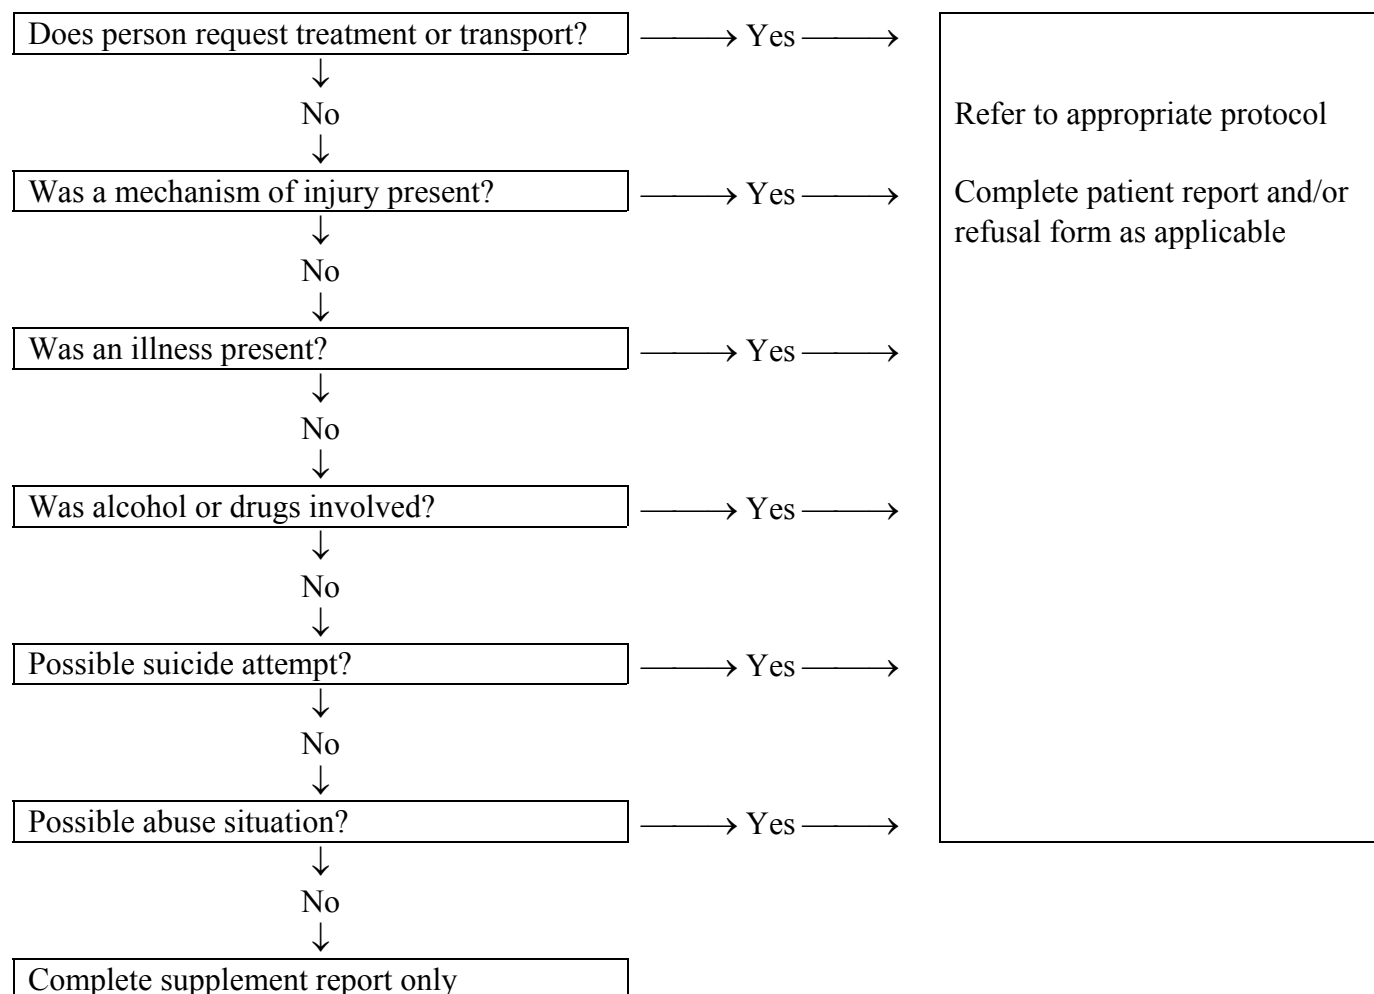 Does person request treatment or transport?
Yes
No
Refer to appropriate protocol
Was a mechanism of injury present?
Yes
Complete patient report and/or
refusal form as applicable
No
Was an illness present?
Yes
No
Was alcohol or drugs involved?
Yes
No
Possible suicide attempt?
Yes
No
Possible abuse situation?
Yes
No
Complete supplement report only